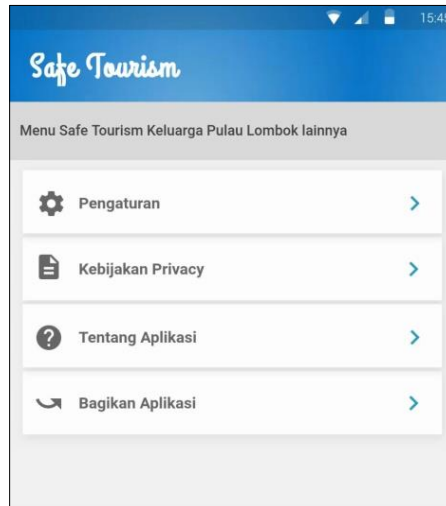 15:45
Safe Tourism
Menu Safe Tourism Keluarga Pulau Lombok lainnya
Pengaturan
Kebijakan Privacy
Tentang Aplikasi
Bagikan Aplikasi